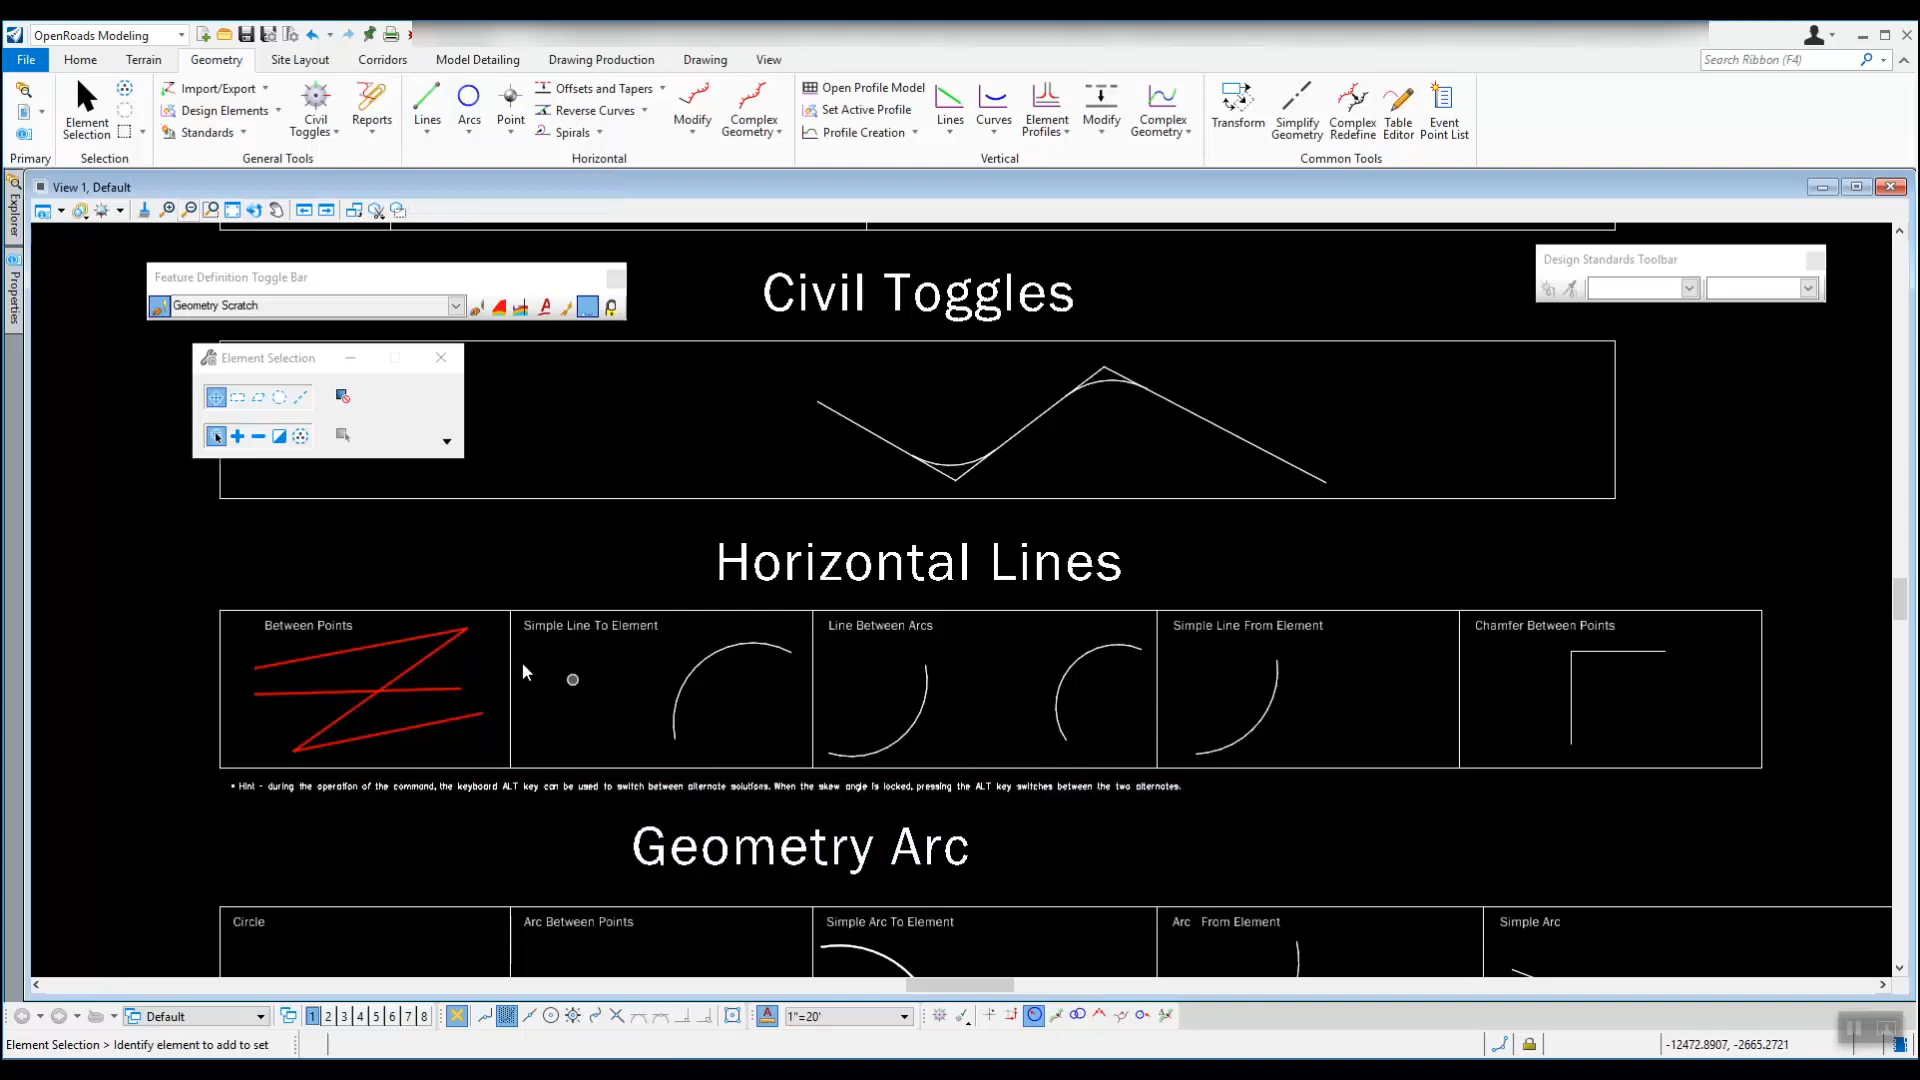 OpenRoads Modeling
File Home Terrain Geometry Site Layout Corridors Model Detailing Drawing Production Drawing View
Search Ribbon (F4)
Element Selection
Import/Export
Design Elements
Standards
Civil Toggles
Reports
Lines
Arcs
Point
Offsets and Tapers
Reverse Curves
Spirals
Modify
Complex Geometry
Open Profile Model
Set Active Profile
Profile Creation
Lines
Curves
Element Profiles
Modify
Complex Geometry
Transform
Simplify Geometry
Complex Redefine
Table Editor
Event Point List
Primary Selection General Tools Horizontal Vertical Common Tools
View 1, Default
Explorer
Properties
Feature Definition Toggle Bar
Geometry Scratch
Civil Toggles
Design Standards Toolbar
Element Selection
Horizontal Lines
Between Points
Simple Line To Element
Line Between Arcs
Simple Line From Element
Chamfer Between Points
* Hint - during the operation of the command, the keyboard ALT key can be used to switch between alternate solutions. When the skew angle is locked, pressing the ALT key switches between the two alternates.
Geometry Arc
Circle
Arc Between Points
Simple Arc To Element
Arc From Element
Simple Arc
Default
1 2 3 4 5 6 7 8
1"=20'
Element Selection > Identify element to add to set
-12472.8907, -2665.2721